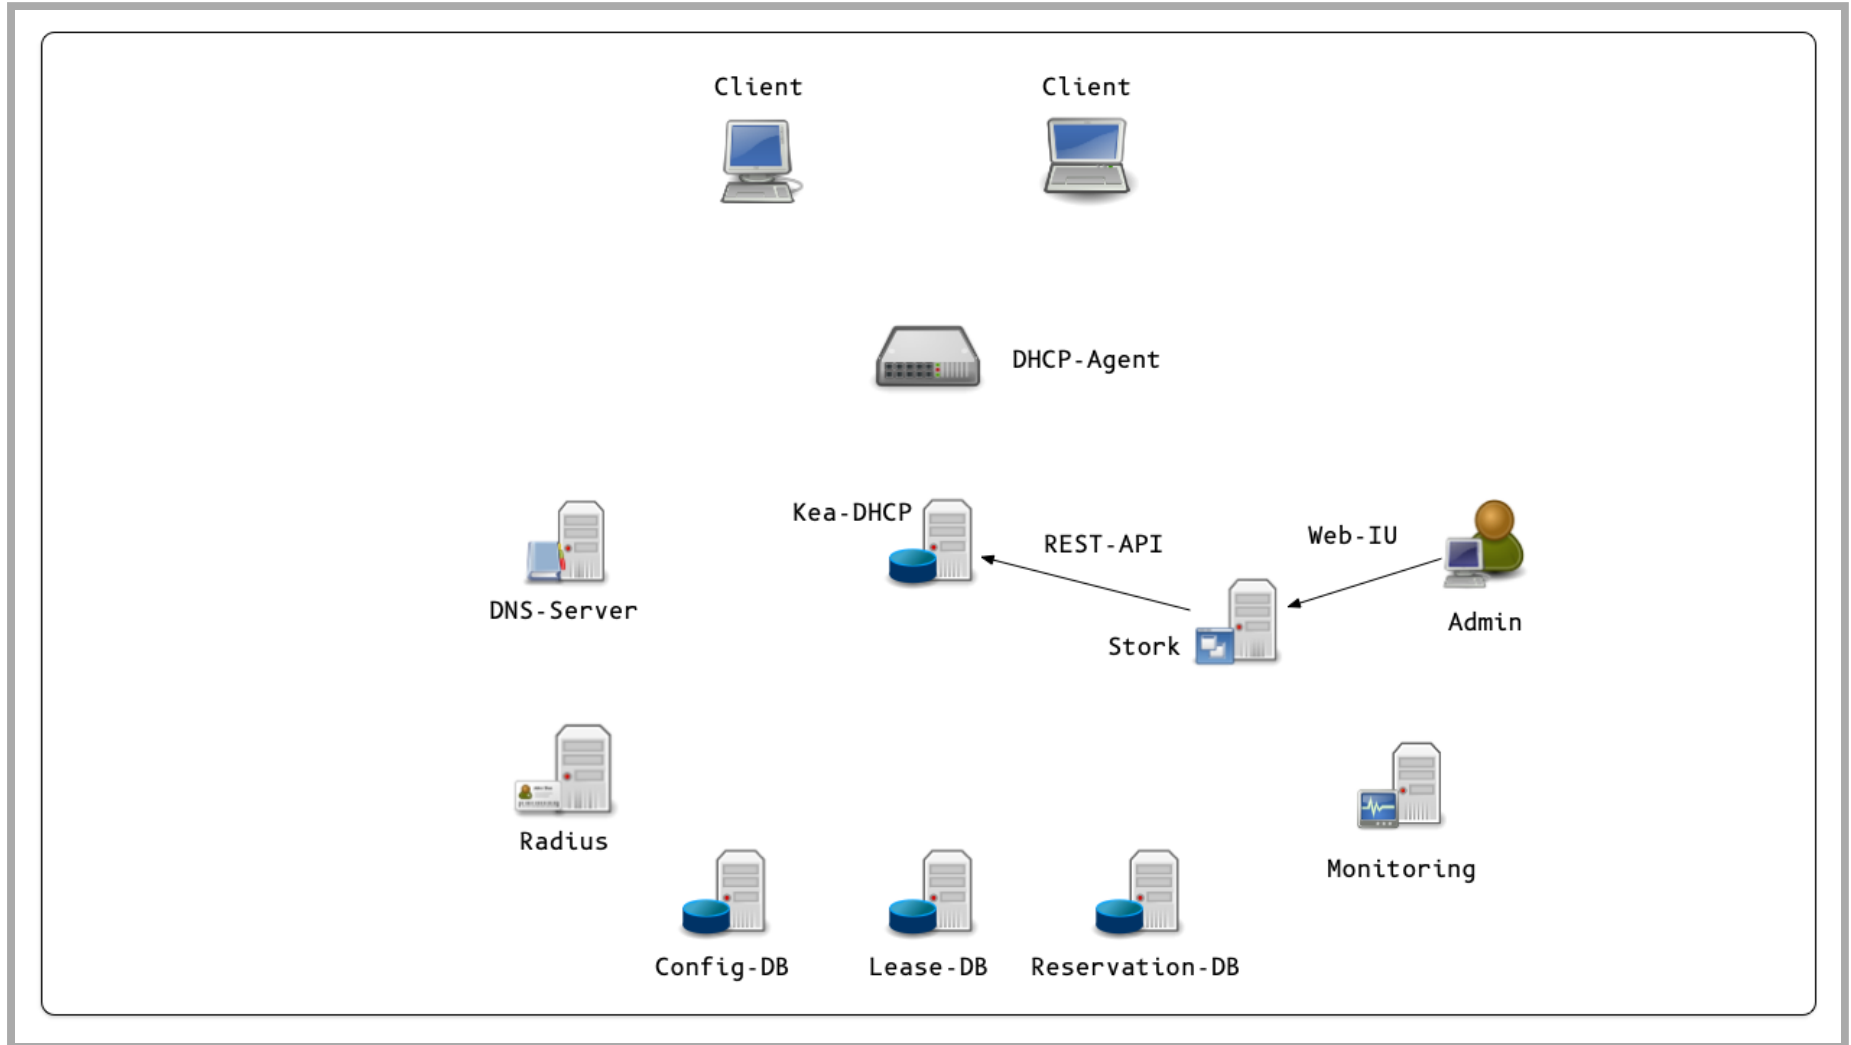 Client
Client
DHCP-Agent
Kea-DHCP
REST-API
Web-IU
DNS-Server
Admin
Stork
Radius
Monitoring
Config-DB
Lease-DB
Reservation-DB